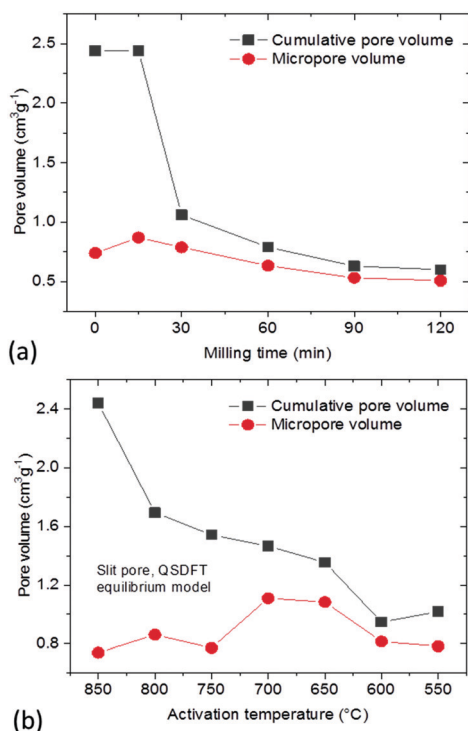 2.5
2.0
1.5
1.0
0.5
Pore volume (cm³g⁻¹)
Cumulative pore volume
Micropore volume
0 30 60 90 120
Milling time (min)
(a)
2.4
2.0
1.6
1.2
0.8
Pore volume (cm³g⁻¹)
Cumulative pore volume
Micropore volume
Slit pore, QSDFT
equilibrium model
850 800 750 700 650 600 550
Activation temperature (°C)
(b)